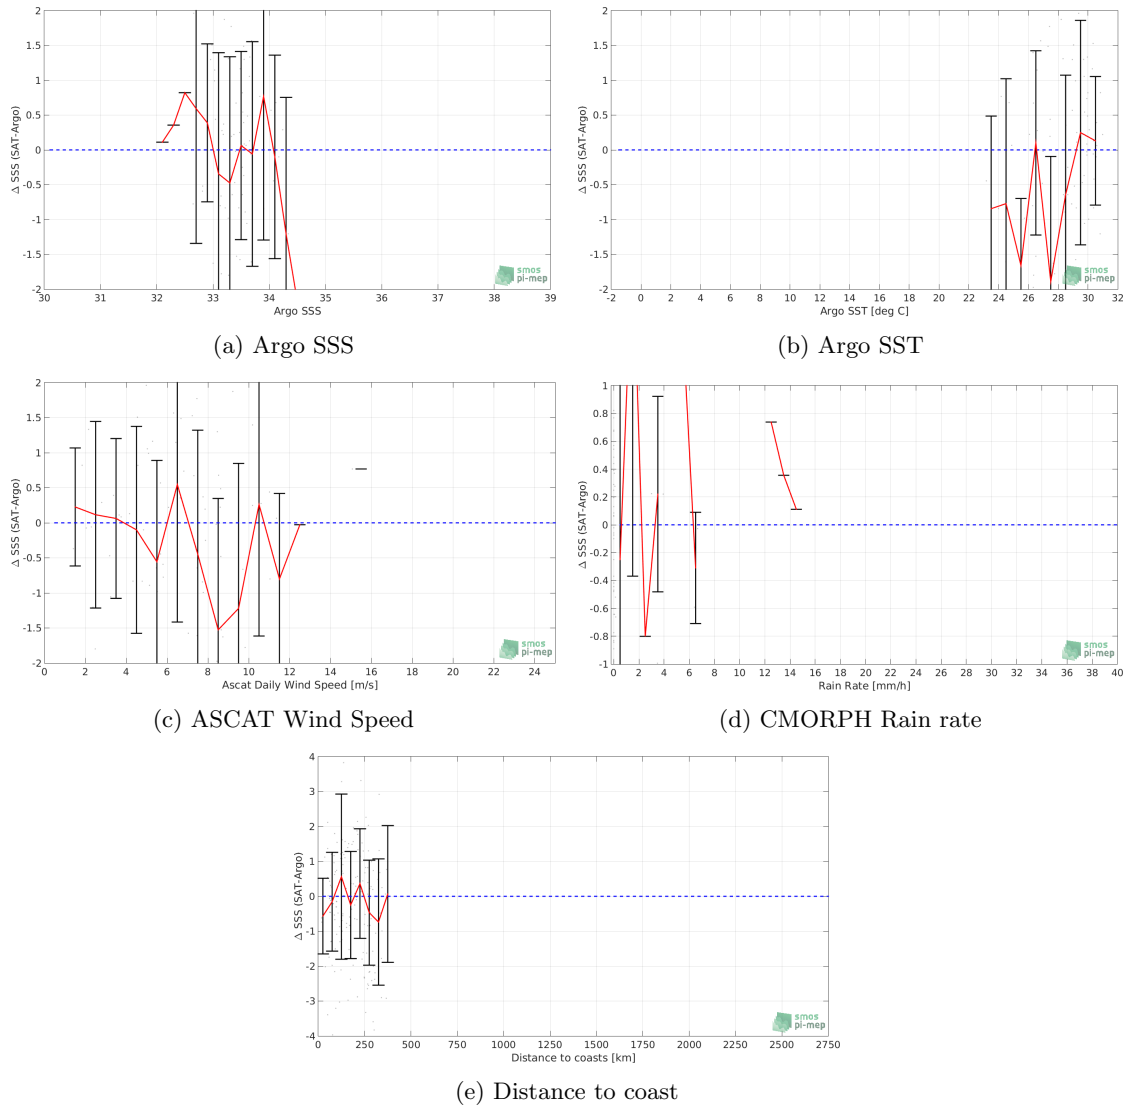 2
1.5
1
0.5
0
-0.5
-1
-1.5
-2
Δ SSS (SAT-Argo)
30 31 32 33 34 35 36 37 38 39
Argo SSS
smos
pi-mep
(a) Argo SSS
2
1.5
1
0.5
0
-0.5
-1
-1.5
-2
Δ SSS (SAT-Argo)
-2 0 2 4 6 8 10 12 14 16 18 20 22 24 26 28 30 32
Argo SST [deg C]
smos
pi-mep
(b) Argo SST
2
1.5
1
0.5
0
-0.5
-1
-1.5
-2
Δ SSS (SAT-Argo)
0 2 4 6 8 10 12 14 16 18 20 22 24
Ascat Daily Wind Speed [m/s]
smos
pi-mep
(c) ASCAT Wind Speed
1
0.8
0.6
0.4
0.2
0
-0.2
-0.4
-0.6
-0.8
-1
Δ SSS (SAT-Argo)
0 2 4 6 8 10 12 14 16 18 20 22 24 26 28 30 32 34 36 38 40
Rain Rate [mm/h]
smos
pi-mep
(d) CMORPH Rain rate
4
3
2
1
0
-1
-2
-3
-4
Δ SSS (SAT-Argo)
0 250 500 750 1000 1250 1500 1750 2000 2250 2500 2750
Distance to coasts [km]
smos
pi-mep
(e) Distance to coast